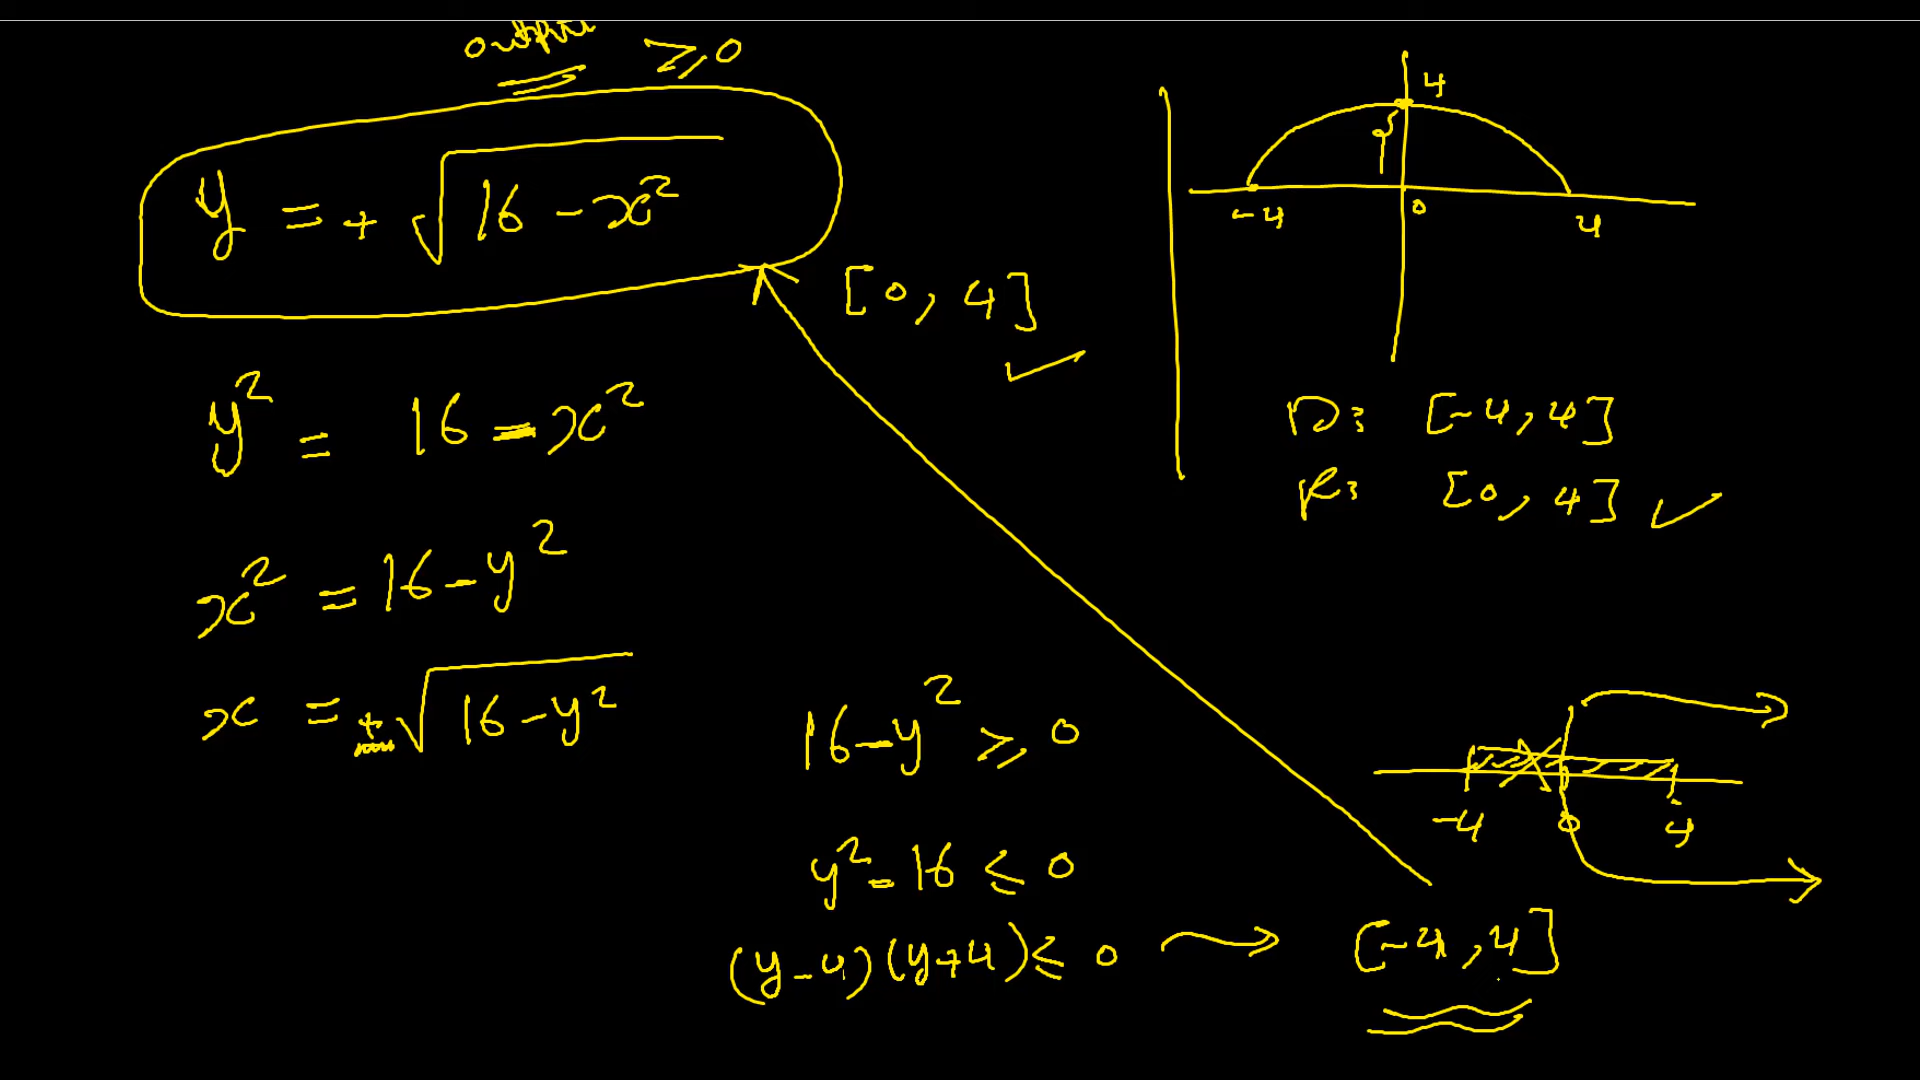 output ≥ 0
y = + √(16 - x²)
[0, 4]
y² = 16 - x²
x² = 16 - y²
x = ±√(16 - y²)
16 - y² ≥ 0
y² - 16 ≤ 0
(y - 4)(y + 4) ≤ 0
[-4, 4]
4
-4 0 4
D: [-4, 4]
R: [0, 4]
-4 0 4